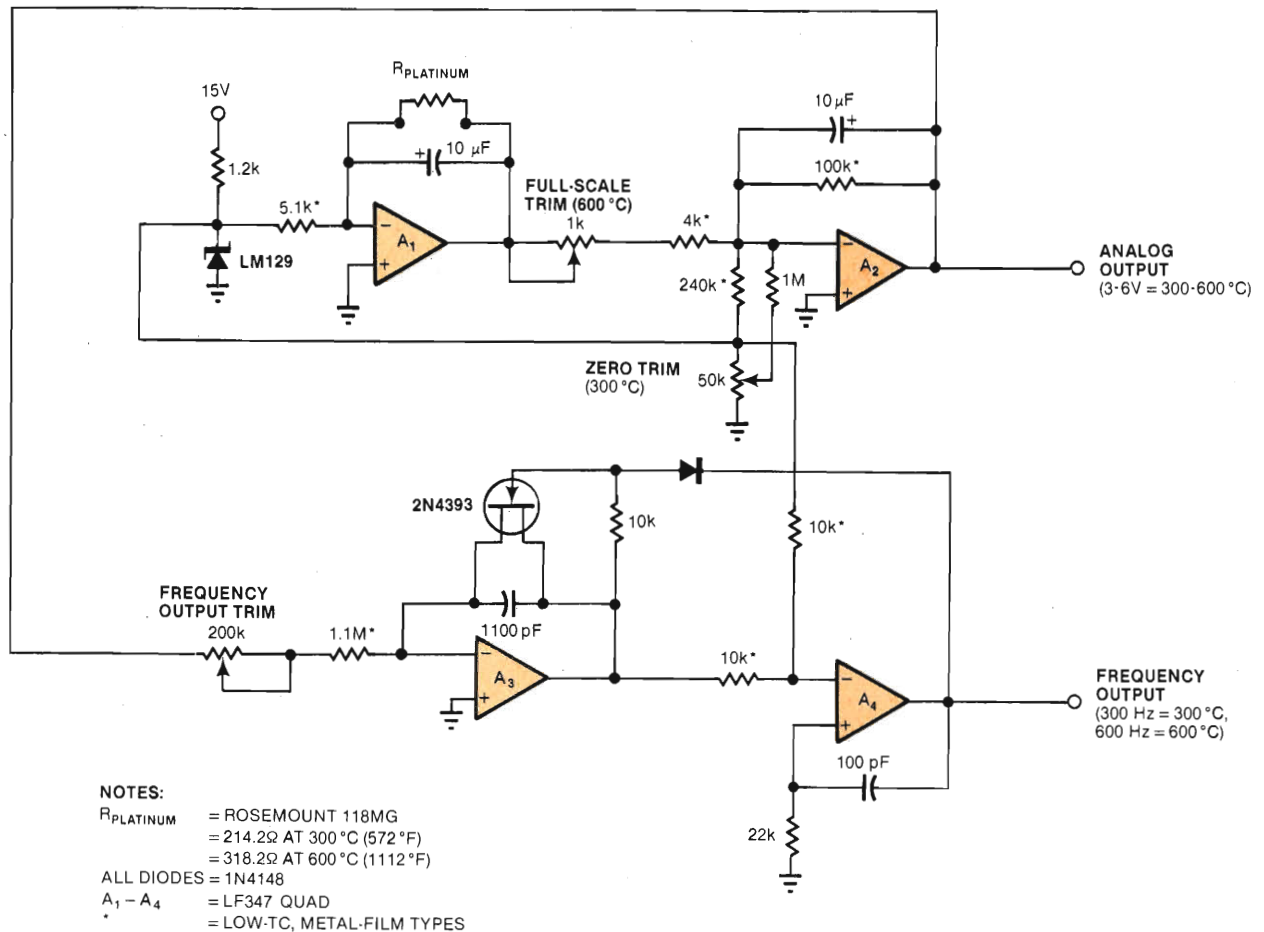 R_PLATINUM
15V
10 µF
1.2k
10 µF
100k*
FULL-SCALE
TRIM (600 °C)
1k
5.1k*
4k*
−
A₁
+
LM129
−
A₂
+
240k*
1M
ANALOG
OUTPUT
(3-6V = 300-600 °C)
ZERO TRIM
(300 °C)
50k
2N4393
10k
10k*
FREQUENCY
OUTPUT TRIM
200k
1.1M*
1100 pF
−
A₃
+
10k*
−
A₄
+
FREQUENCY
OUTPUT
(300 Hz = 300 °C,
600 Hz = 600 °C)
100 pF
22k
NOTES:
R_PLATINUM = ROSEMOUNT 118MG
= 214.2Ω AT 300 °C (572 °F)
= 318.2Ω AT 600 °C (1112 °F)
ALL DIODES = 1N4148
A₁ – A₄ = LF347 QUAD
* = LOW-TC, METAL-FILM TYPES